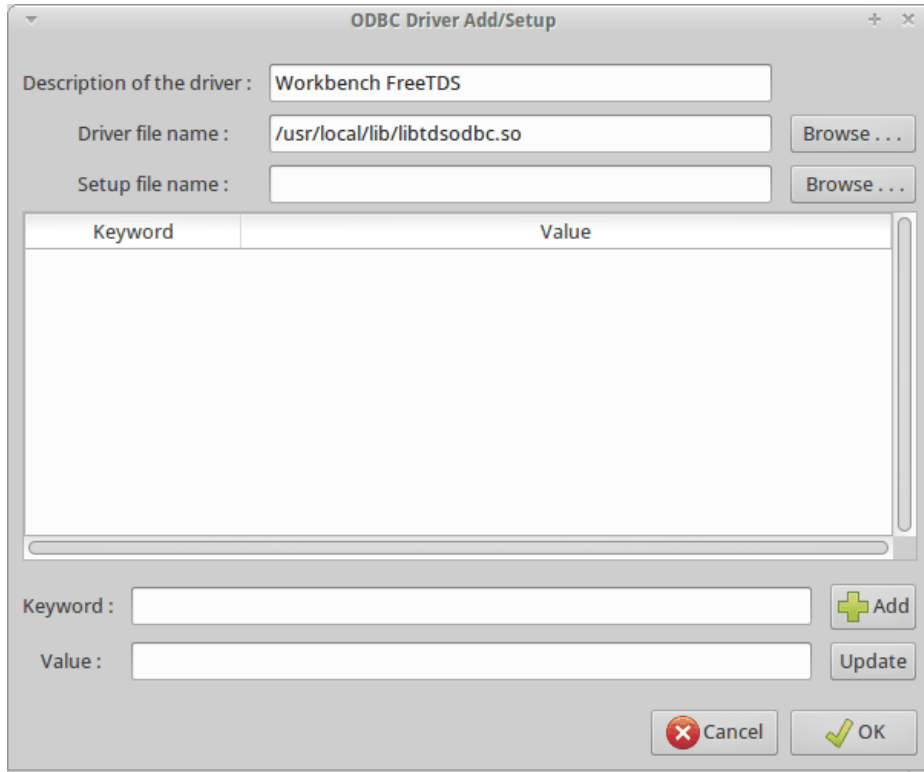 ODBC Driver Add/Setup
Description of the driver : Workbench FreeTDS
Driver file name : /usr/local/lib/libtdsodbc.so Browse . . .
Setup file name : Browse . . .
Keyword Value
Keyword : Add
Value : Update
Cancel OK